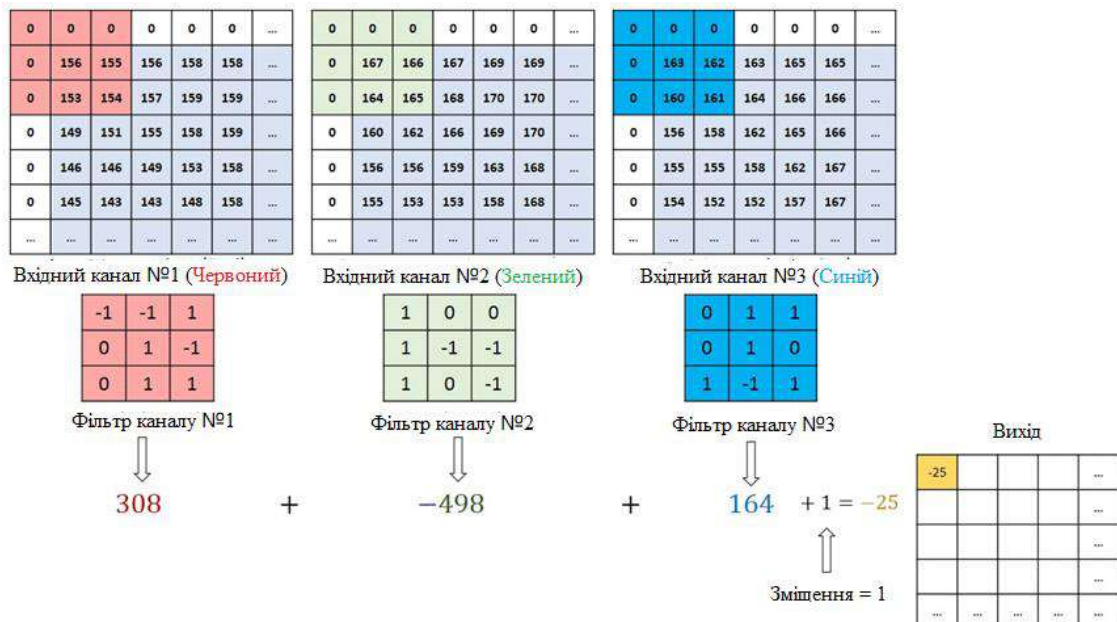 0 0 0 0 0 0 ... 0 0 0 0 0 0 ... 0 0 0 0 0 0 ...
0 156 155 156 158 158 ... 0 167 166 167 169 169 ... 0 163 162 163 165 165 ...
0 153 154 157 159 159 ... 0 164 165 168 170 170 ... 0 160 161 164 166 166 ...
0 149 151 155 158 159 ... 0 160 162 166 169 170 ... 0 156 158 162 165 166 ...
0 146 146 149 153 158 ... 0 156 156 159 163 168 ... 0 155 155 158 162 167 ...
0 145 143 143 148 158 ... 0 155 153 153 158 168 ... 0 154 152 152 157 167 ...
... ... ... ... ... ... ... ... ... ... ... ... ... ... ... ... ... ... ... ... ...
Вхідний канал №1 (Червоний) Вхідний канал №2 (Зелений) Вхідний канал №3 (Синій)
-1 -1 1 1 0 0 0 1 1
0 1 -1 1 -1 -1 0 1 0
0 1 1 1 0 -1 1 -1 1
Фільтр каналу №1 Фільтр каналу №2 Фільтр каналу №3
308 + −498 + 164 + 1 = −25
Зміщення = 1
Вихід
-25 ...
...
...
...
... ... ... ... ...